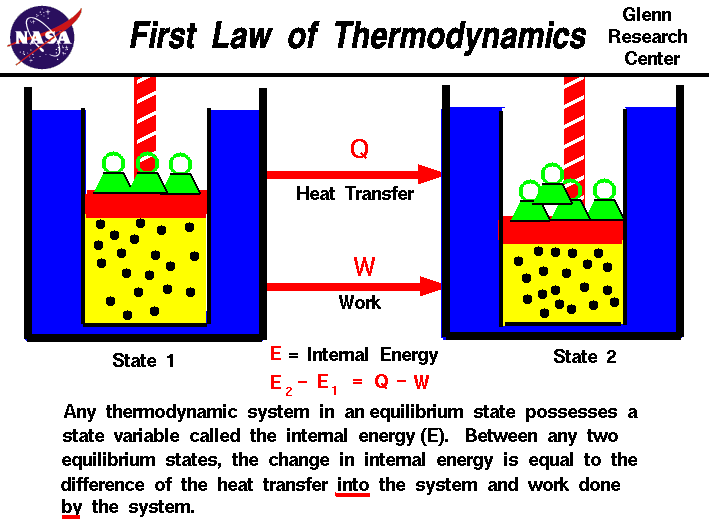 NASA
First Law of Thermodynamics
Glenn
Research
Center
Q
Heat Transfer
W
Work
State 1
State 2
E = Internal Energy
E2 – E1 = Q – W
Any thermodynamic system in an equilibrium state possesses a
state variable called the internal energy (E). Between any two
equilibrium states, the change in internal energy is equal to the
difference of the heat transfer into the system and work done
by the system.